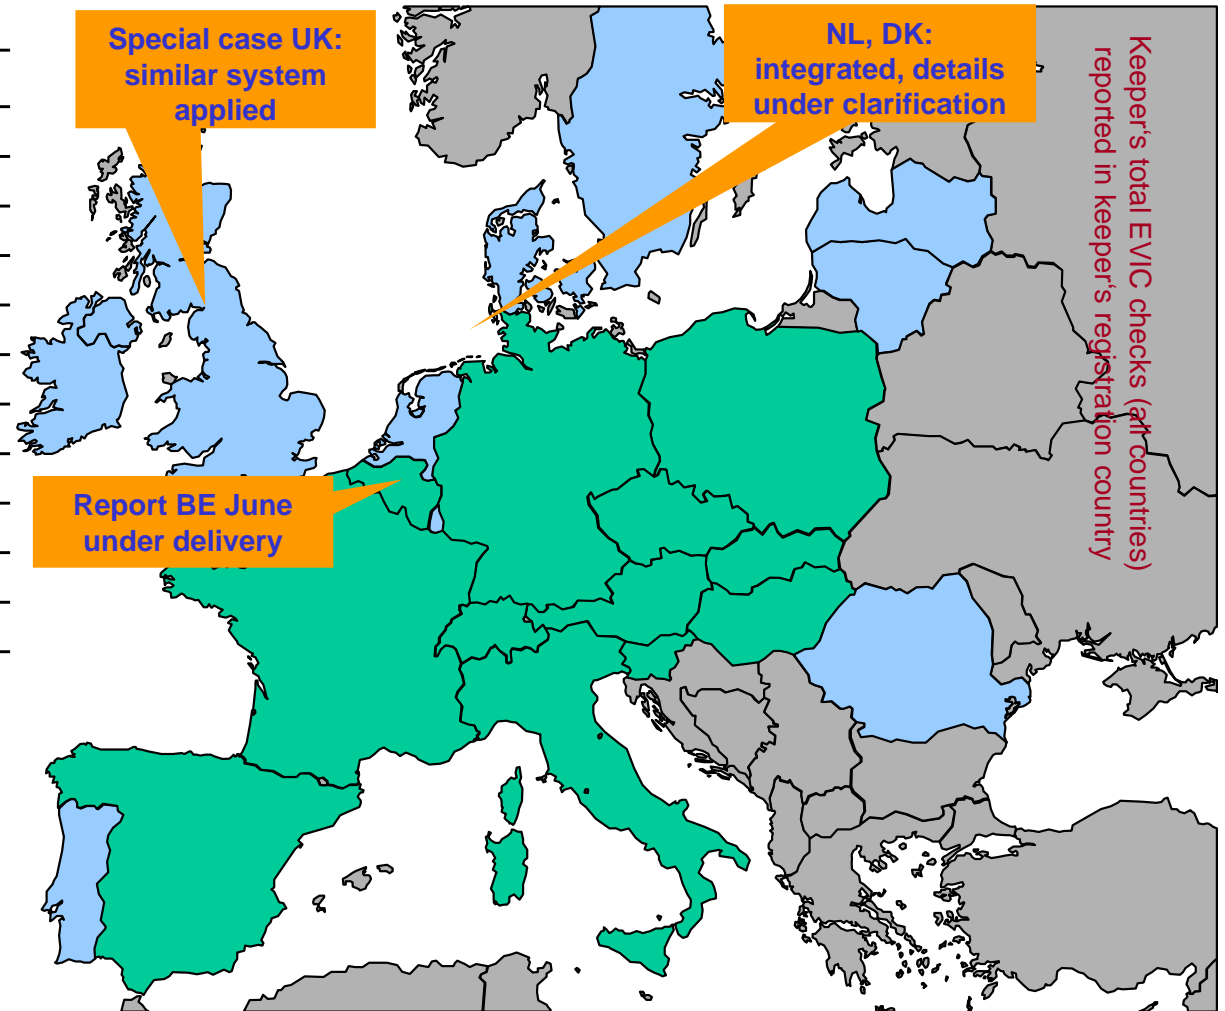 Special case UK:
similar system
applied
NL, DK:
integrated, details
under clarification
Keeper's total EVIC checks (all countries)
reported in keeper's registration country
Report BE June
under delivery